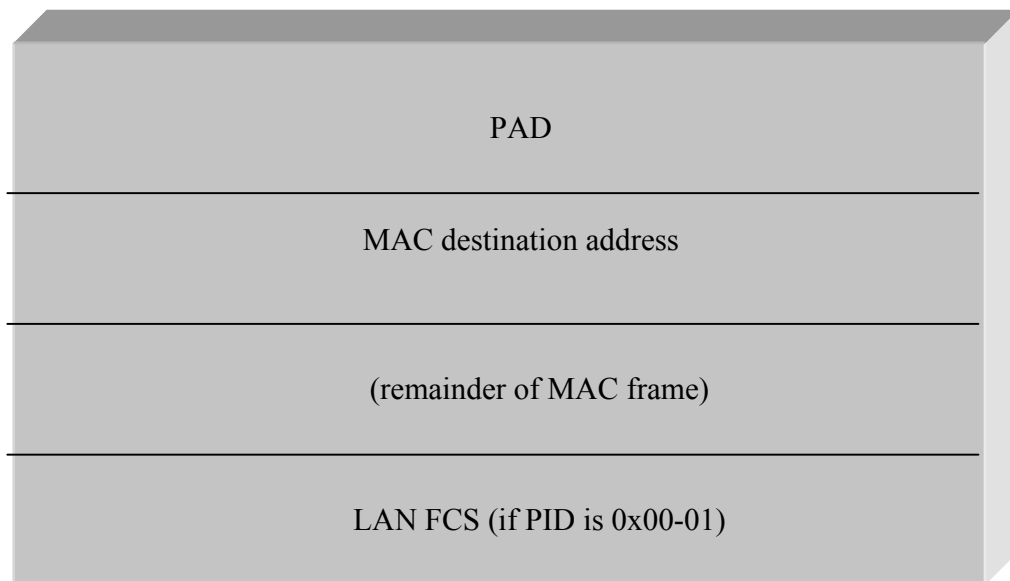 PAD
MAC destination address
(remainder of MAC frame)
LAN FCS (if PID is 0x00-01)